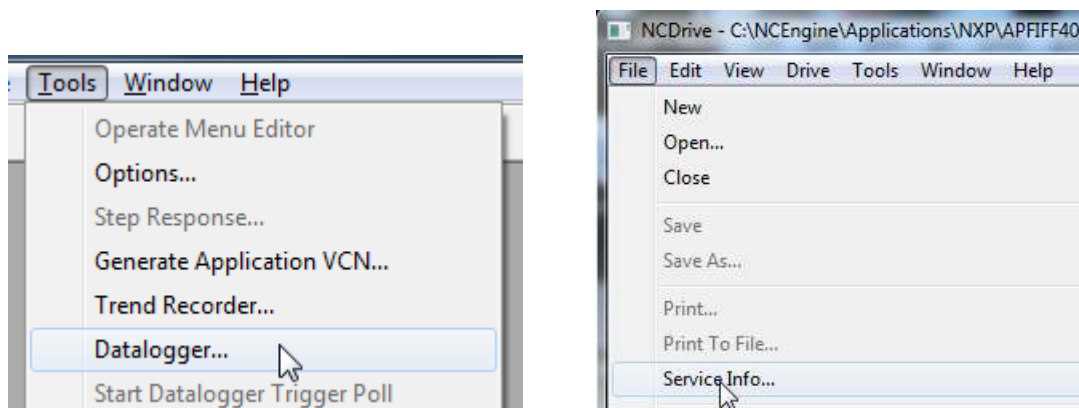 Tools Window Help
Operate Menu Editor
Options...
Step Response...
Generate Application VCN...
Trend Recorder...
Datalogger...
Start Datalogger Trigger Poll
NCDrive - C:\NCEngine\Applications\NXP\APFIFF40
File Edit View Drive Tools Window Help
New
Open...
Close
Save
Save As...
Print...
Print To File...
Service Info...